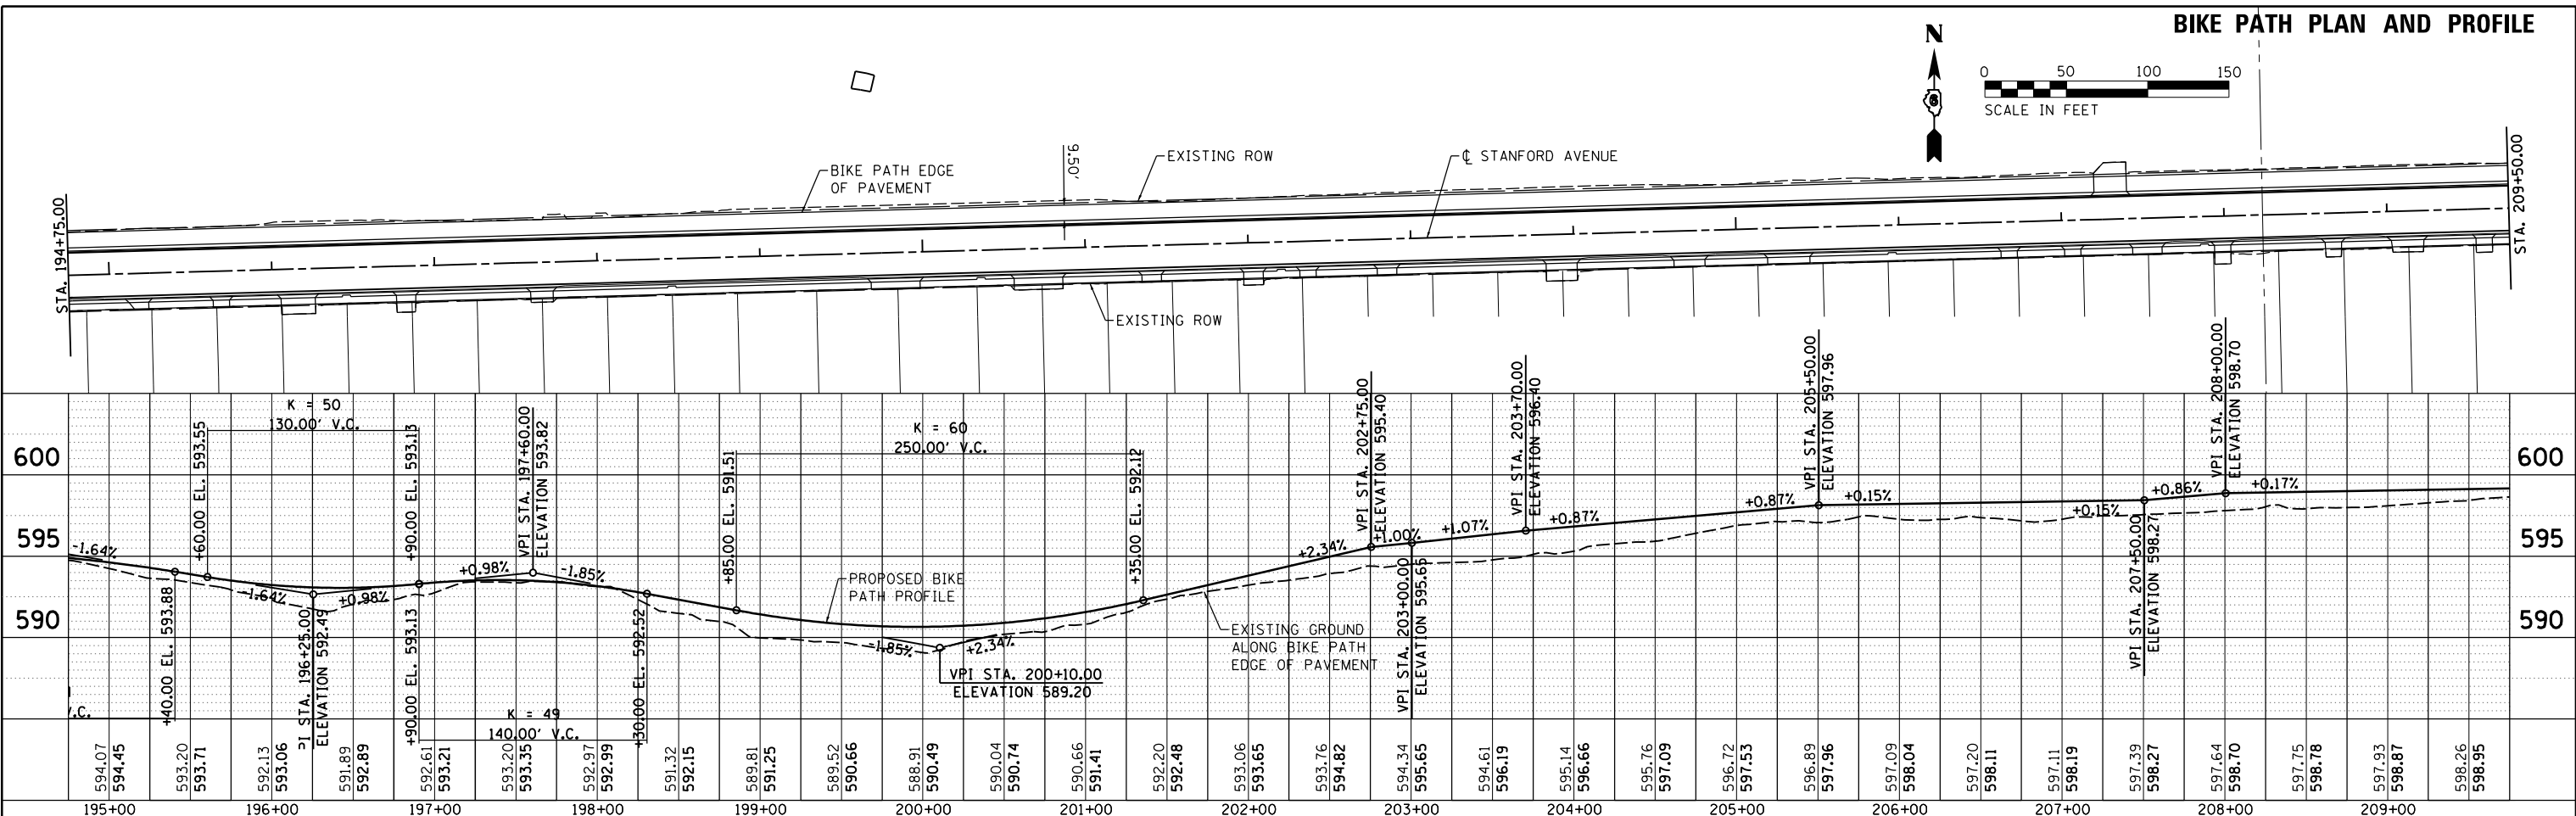 BIKE PATH PLAN AND PROFILE
N
6
0 50 100 150
SCALE IN FEET
STA. 194+75.00
BIKE PATH EDGE
OF PAVEMENT
9.50'
EXISTING ROW
℄ STANFORD AVENUE
STA. 209+50.00
EXISTING ROW
600
595
590
600
595
590
K = 50
130.00' V.C.
+60.00 EL. 593.55
+90.00 EL. 593.13
VPI STA. 197+60.00
ELEVATION 593.82
K = 60
250.00' V.C.
+85.00 EL. 591.51
+35.00 EL. 592.12
VPI STA. 202+75.00
ELEVATION 595.40
VPI STA. 203+70.00
ELEVATION 596.40
VPI STA. 205+50.00
ELEVATION 597.96
VPI STA. 208+00.00
ELEVATION 598.70
-1.64%
-1.64%
+0.98%
+0.98%
-1.85%
-1.85%
+2.34%
+2.34%
+1.00%
+1.07%
+0.87%
+0.87%
+0.15%
+0.15%
+0.86%
+0.17%
PROPOSED BIKE
PATH PROFILE
EXISTING GROUND
ALONG BIKE PATH
EDGE OF PAVEMENT
VPI STA. 200+10.00
ELEVATION 589.20
V.C.
+40.00 EL. 593.88
PI STA. 196+25.00
ELEVATION 592.49
+90.00 EL. 593.13
K = 49
140.00' V.C.
+30.00 EL. 592.52
VPI STA. 203+00.00
ELEVATION 595.65
VPI STA. 207+50.00
ELEVATION 598.27
594.07 594.45
593.20 593.71
592.13 593.06
591.89 592.89
592.61 593.21
593.20 593.35
592.97 592.99
591.32 592.15
589.81 591.25
589.52 590.66
588.91 590.49
590.04 590.74
590.66 591.41
592.20 592.48
593.06 593.65
593.76 594.82
594.34 595.65
594.61 596.19
595.14 596.66
595.76 597.09
596.72 597.53
596.89 597.96
597.09 598.04
597.20 598.11
597.11 598.19
597.39 598.27
597.64 598.70
597.75 598.78
597.93 598.87
598.26 598.95
195+00 196+00 197+00 198+00 199+00 200+00 201+00 202+00 203+00 204+00 205+00 206+00 207+00 208+00 209+00